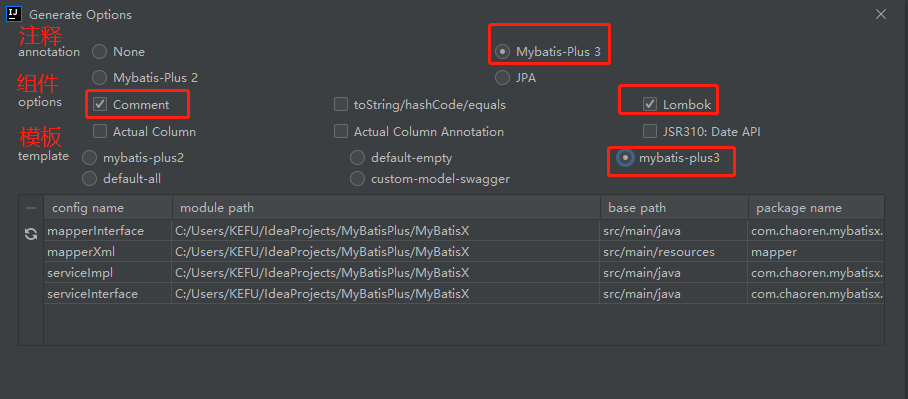 Generate Options
注释
annotation None Mybatis-Plus 3
Mybatis-Plus 2 JPA
组件
options Comment toString/hashCode/equals Lombok
Actual Column Actual Column Annotation JSR310: Date API
模板
template mybatis-plus2 default-empty mybatis-plus3
default-all custom-model-swagger
config name module path base path package name
mapperInterface C:/Users/KEFU/IdeaProjects/MyBatisPlus/MyBatisX src/main/java com.chaoren.mybatisx.
mapperXml C:/Users/KEFU/IdeaProjects/MyBatisPlus/MyBatisX src/main/resources mapper
serviceImpl C:/Users/KEFU/IdeaProjects/MyBatisPlus/MyBatisX src/main/java com.chaoren.mybatisx.
serviceInterface C:/Users/KEFU/IdeaProjects/MyBatisPlus/MyBatisX src/main/java com.chaoren.mybatisx.